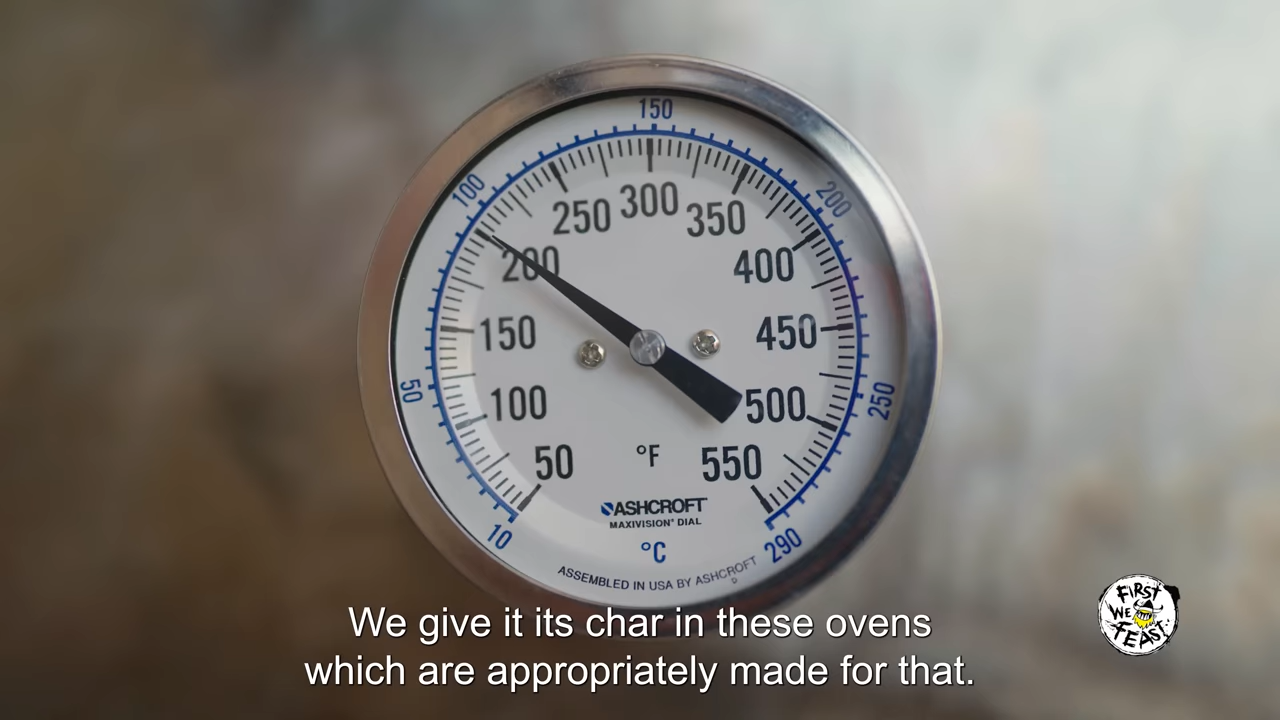 150
100
200
250
300
350
200
400
150
450
50
100
500
250
50
°F
550
ASHCROFT
MAXIVISION® DIAL
10
°C
290
ASSEMBLED IN USA BY ASHCROFT
D
We give it its char in these ovens
which are appropriately made for that.
FIRST
WE
FEAST